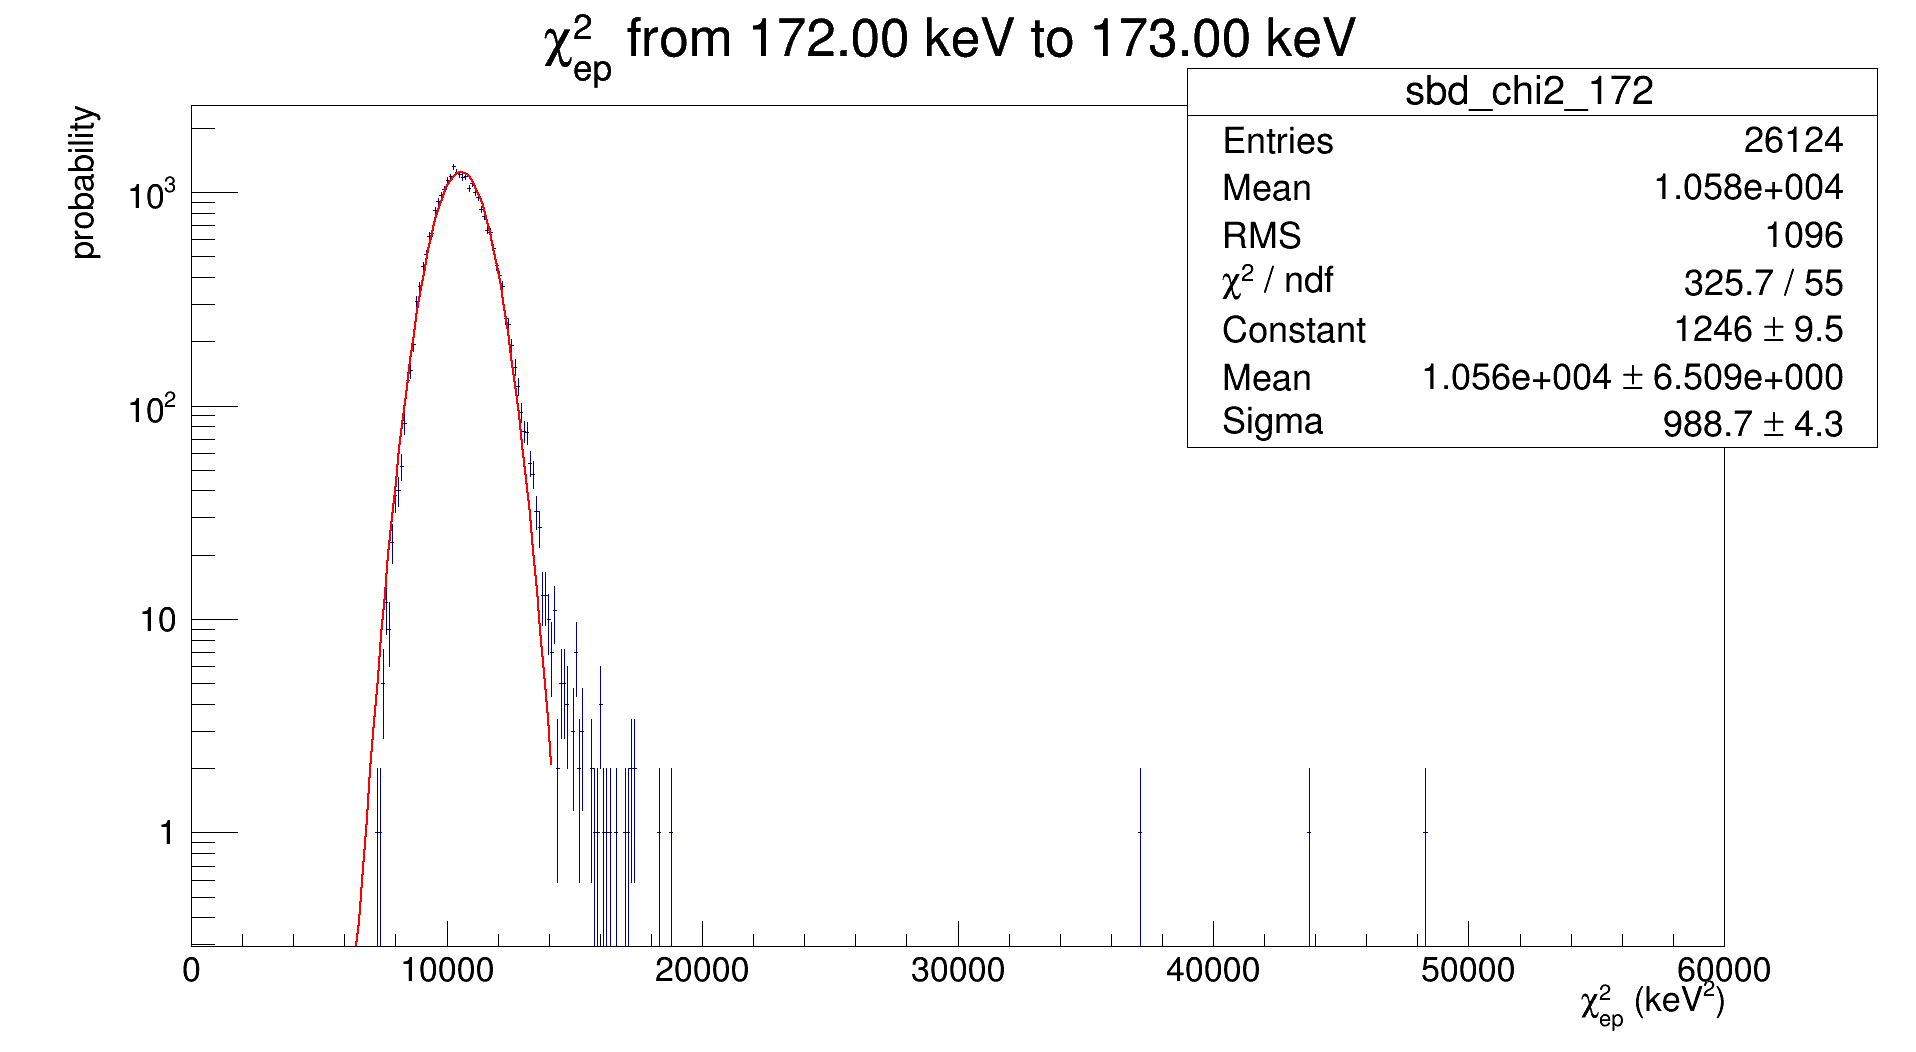 χ²ep from 172.00 keV to 173.00 keV
sbd_chi2_172
Entries 26124
Mean 1.058e+004
RMS 1096
χ² / ndf 325.7 / 55
Constant 1246 ± 9.5
Mean 1.056e+004 ± 6.509e+000
Sigma 988.7 ± 4.3
probability
10³
10²
10
1
0 10000 20000 30000 40000 50000 60000
χ²ep (keV²)